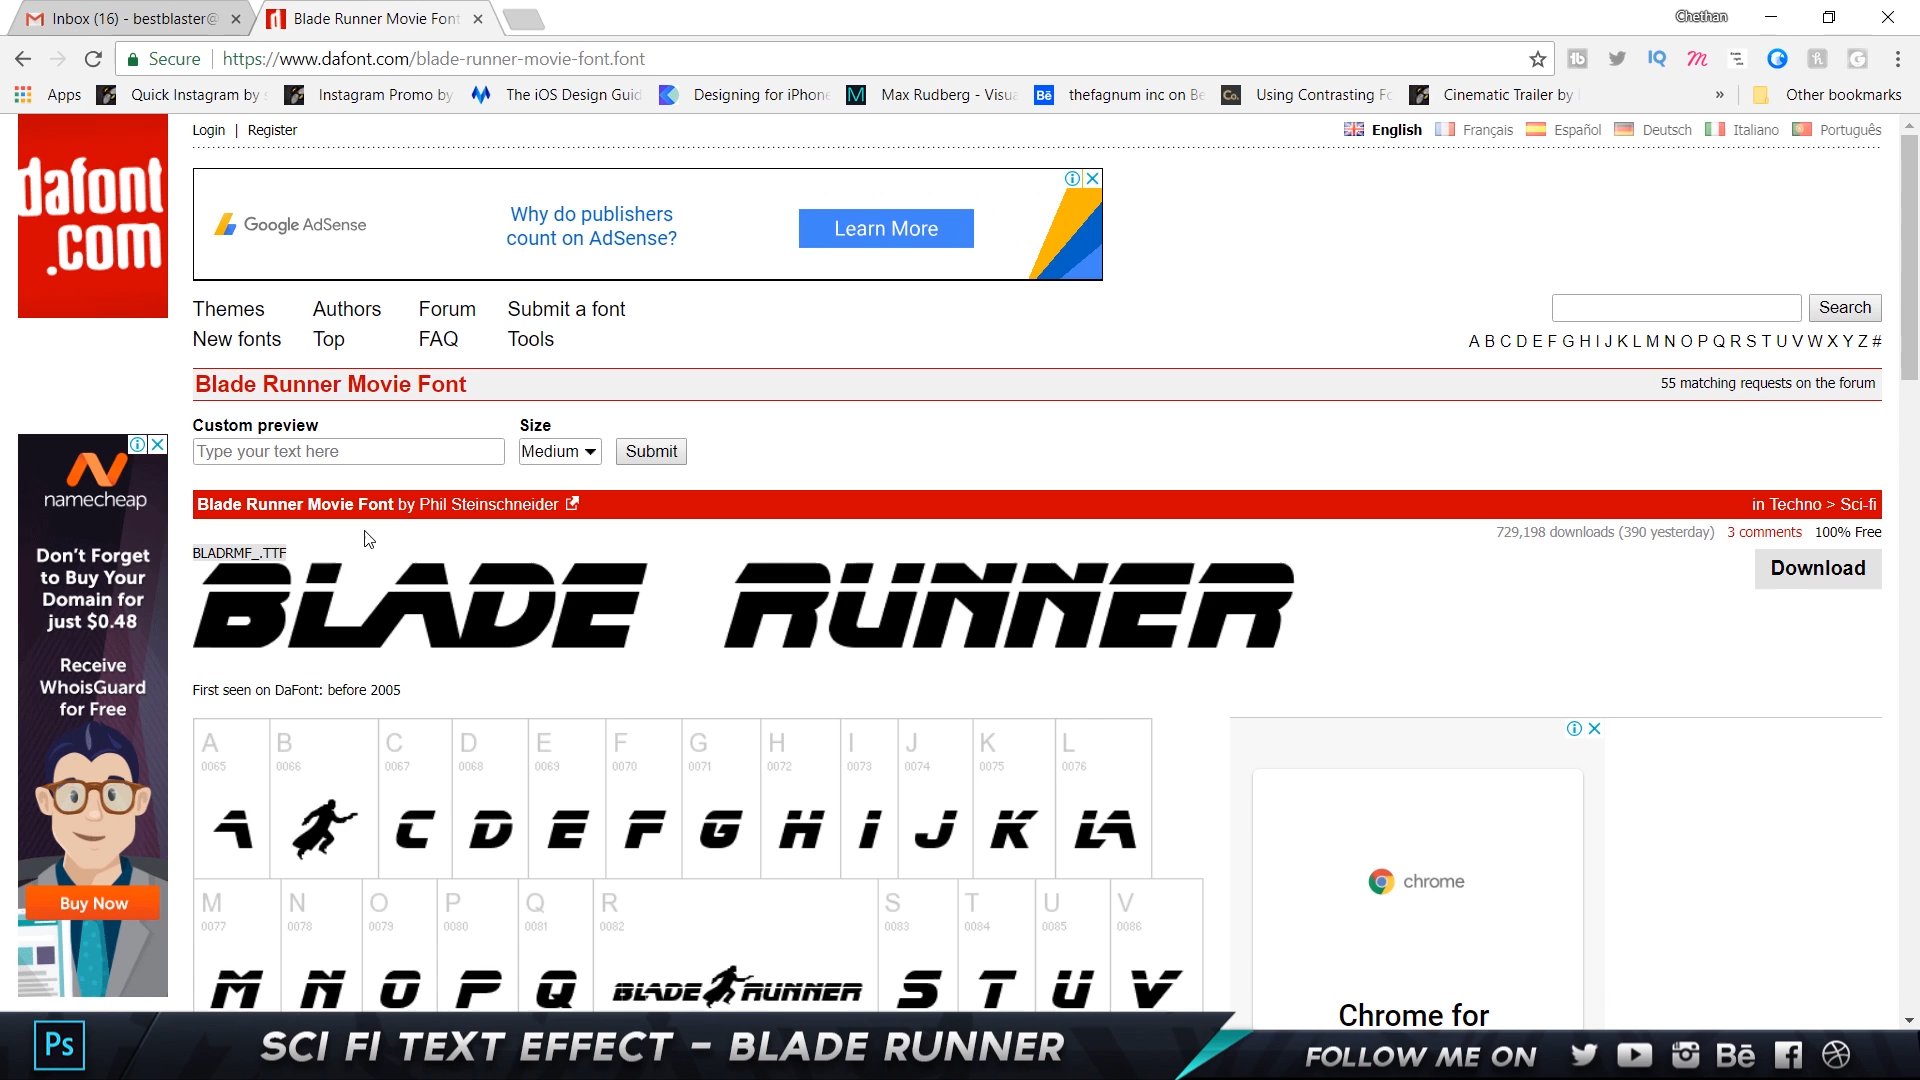 Inbox (16) - bestblaster@
Blade Runner Movie Font
Chethan
Secure
https://www.dafont.com/blade-runner-movie-font.font
Apps
Quick Instagram by
Instagram Promo by
The iOS Design Guid
Designing for iPhone
Max Rudberg - Visua
thefagnum inc on Be
Using Contrasting Fo
Cinematic Trailer by
»
Other bookmarks
dafont
.com
Login | Register
English
Français
Español
Deutsch
Italiano
Português
Google AdSense
Why do publishers
count on AdSense?
Learn More
Themes
Authors
Forum
Submit a font
New fonts
Top
FAQ
Tools
Search
A B C D E F G H I J K L M N O P Q R S T U V W X Y Z #
Blade Runner Movie Font
55 matching requests on the forum
Custom preview
Size
Type your text here
Medium
Submit
Blade Runner Movie Font by Phil Steinschneider
in Techno > Sci-fi
729,198 downloads (390 yesterday)
3 comments
100% Free
BLADRMF_.TTF
Download
BLADE RUNNER
First seen on DaFont: before 2005
A B C D E F G H I J K L
0065 0066 0067 0068 0069 0070 0071 0072 0073 0074 0075 0076
A C D E F G H I J K LA
M N O P Q R S T U V
0077 0078 0079 0080 0081 0082 0083 0084 0085 0086
M N O P Q BLADE RUNNER S T U V
namecheap
Don't Forget
to Buy Your
Domain for
just $0.48
Receive
WhoisGuard
for Free
Buy Now
chrome
Chrome for
Ps
SCI FI TEXT EFFECT - BLADE RUNNER
FOLLOW ME ON
Bē